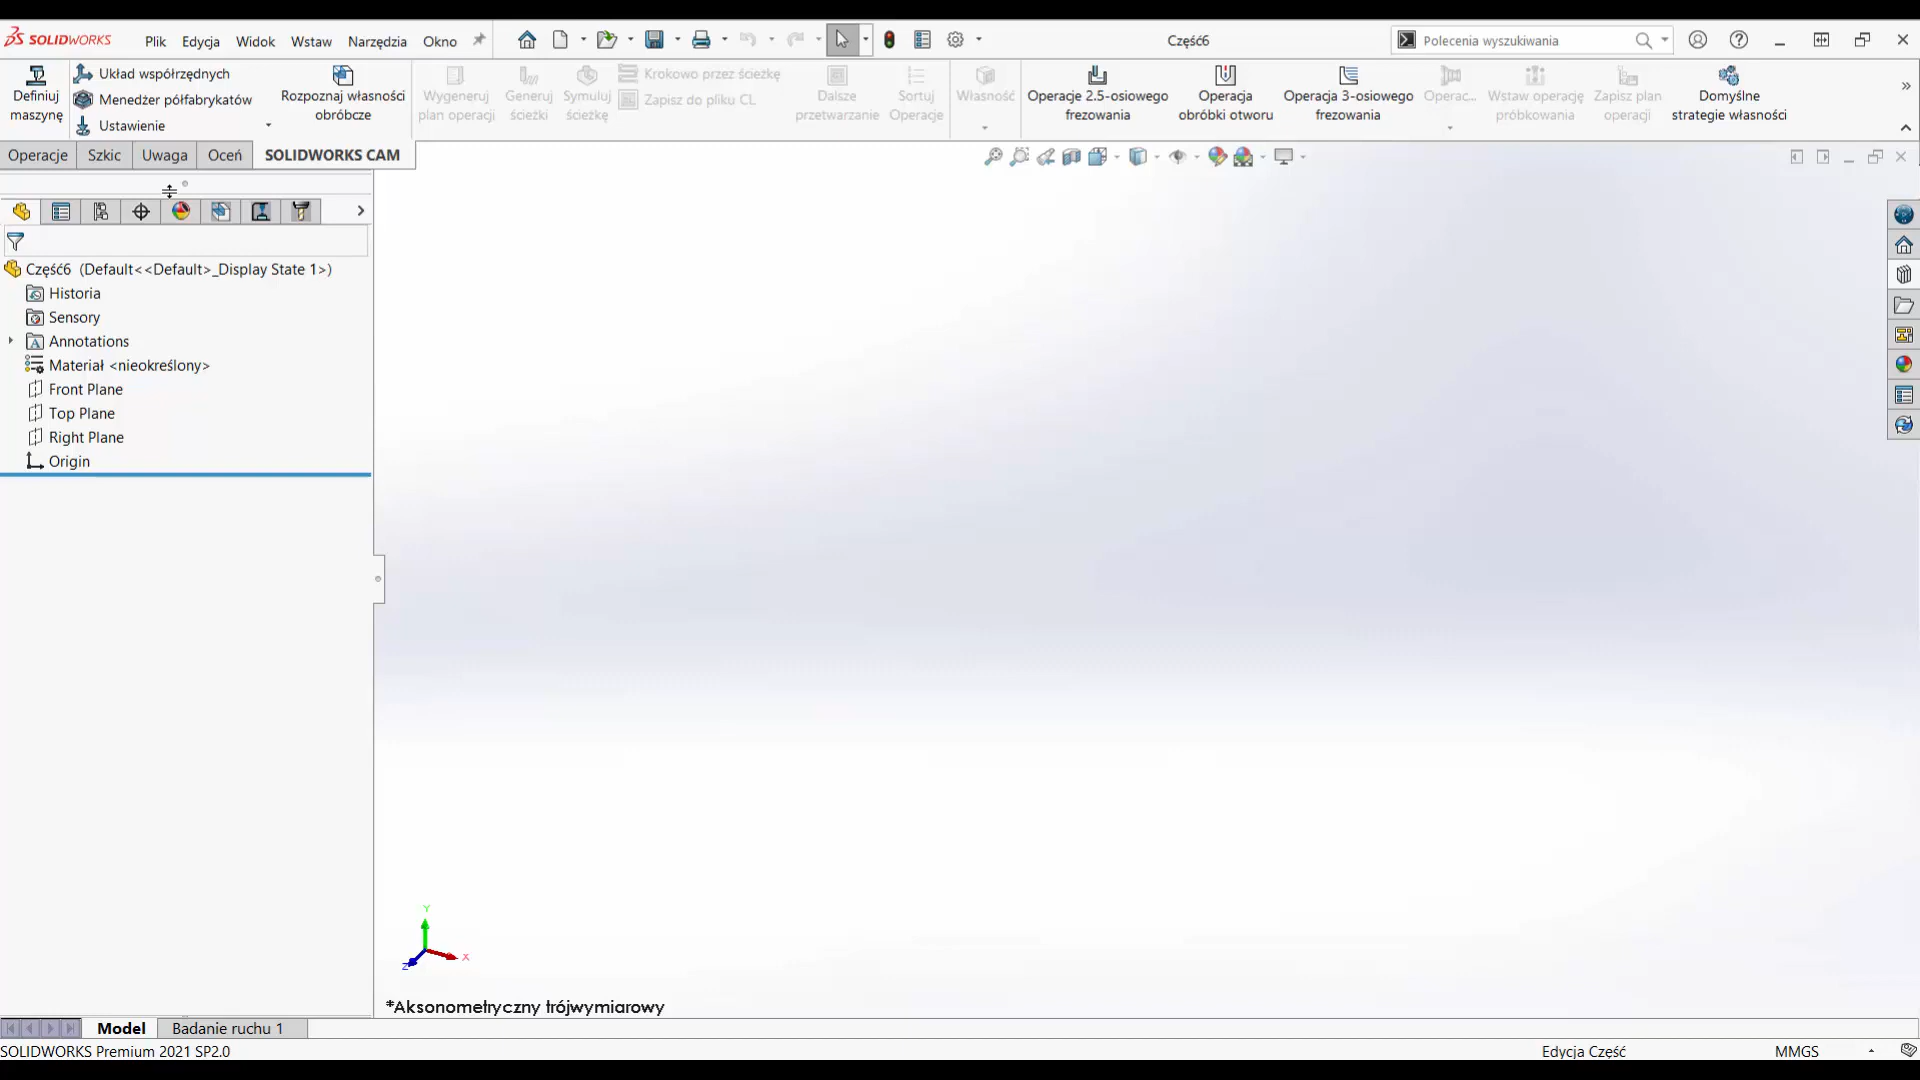 SOLIDWORKS Plik Edycja Widok Wstaw Narzędzia Okno Część6 Polecenia wyszukiwania
Definiuj maszynę
Układ współrzędnych
Menedżer półfabrykatów
Ustawienie
Rozpoznaj własności obróbcze
Wygeneruj plan operacji
Generuj ścieżki
Symuluj ścieżkę
Krokowo przez ścieżkę
Zapisz do pliku CL
Dalsze przetwarzanie
Sortuj Operacje
Własność
Operacje 2.5-osiowego frezowania
Operacja obróbki otworu
Operacja 3-osiowego frezowania
Operac...
Wstaw operację próbkowania
Zapisz plan operacji
Domyślne strategie własności
Operacje Szkic Uwaga Oceń SOLIDWORKS CAM
Część6 (Default<<Default>_Display State 1>)
Historia
Sensory
Annotations
Materiał <nieokreślony>
Front Plane
Top Plane
Right Plane
Origin
Y
X
Z
*Aksonometryczny trójwymiarowy
Model Badanie ruchu 1
SOLIDWORKS Premium 2021 SP2.0 Edycja Część MMGS